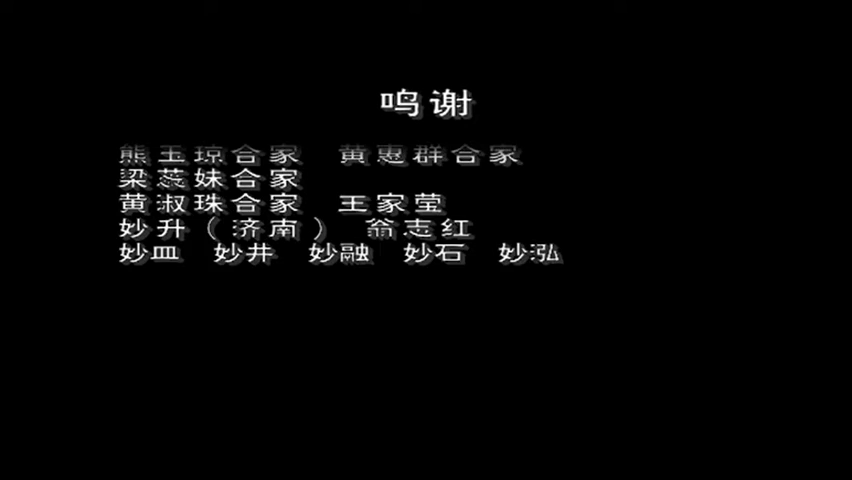 鸣谢
熊玉琼合家 黄惠群合家
梁蕊妹合家
黄淑珠合家 王家莹
妙升（济南） 翁志红
妙皿 妙井 妙融 妙石 妙泓